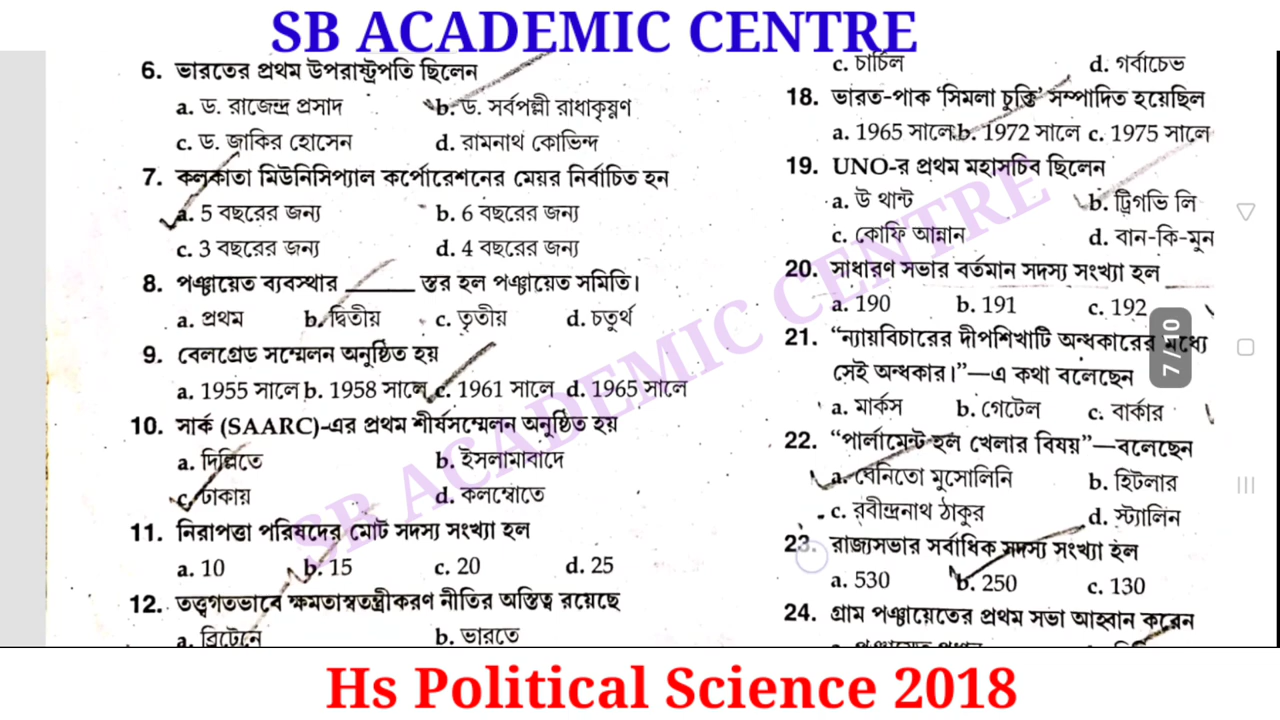 SB ACADEMIC CENTRE
6. ভারতের প্রথম উপরাষ্ট্রপতি ছিলেন
a. ড. রাজেন্দ্র প্রসাদ b. ড. সর্বপল্লী রাধাকৃষ্ণণ
c. ড. জাকির হোসেন d. রামনাথ কোভিন্দ
7. কলকাতা মিউনিসিপ্যাল কর্পোরেশনের মেয়র নির্বাচিত হন
a. 5 বছরের জন্য b. 6 বছরের জন্য
c. 3 বছরের জন্য d. 4 বছরের জন্য
8. পঞ্চায়েত ব্যবস্থার ______ স্তর হল পঞ্চায়েত সমিতি।
a. প্রথম b. দ্বিতীয় c. তৃতীয় d. চতুর্থ
9. বেলগ্রেড সম্মেলন অনুষ্ঠিত হয়
a. 1955 সালে b. 1958 সালে c. 1961 সালে d. 1965 সালে
10. সার্ক (SAARC)-এর প্রথম শীর্ষসম্মেলন অনুষ্ঠিত হয়
a. দিল্লিতে b. ইসলামাবাদে
c. ঢাকায় d. কলম্বোতে
11. নিরাপত্তা পরিষদের মোট সদস্য সংখ্যা হল
a. 10 b. 15 c. 20 d. 25
12. তত্ত্বগতভাবে ক্ষমতাস্বতন্ত্রীকরণ নীতির অস্তিত্ব রয়েছে
a. ব্রিটেনে b. ভারতে
c. চার্চিল d. গর্বাচেভ
18. ভারত-পাক ‘সিমলা চুক্তি’ সম্পাদিত হয়েছিল
a. 1965 সালে b. 1972 সালে c. 1975 সালে
19. UNO-র প্রথম মহাসচিব ছিলেন
a. উ থান্ট b. ট্রিগভি লি
c. কোফি আন্নান d. বান-কি-মুন
20. সাধারণ সভার বর্তমান সদস্য সংখ্যা হল ______
a. 190 b. 191 c. 192
21. “ন্যায়বিচারের দীপশিখাটি অন্ধকারের মধ্যে
সেই অন্ধকার।”—এ কথা বলেছেন
a. মার্কস b. গেটেল c. বার্কার
22. “পার্লামেন্ট হল খেলার বিষয়”—বলেছেন
a. বেনিতো মুসোলিনি b. হিটলার
c. রবীন্দ্রনাথ ঠাকুর d. স্ট্যালিন
23. রাজ্যসভার সর্বাধিক সদস্য সংখ্যা হল
a. 530 b. 250 c. 130
24. গ্রাম পঞ্চায়েতের প্রথম সভা আহ্বান করেন
7/10
SB ACADEMIC CENTRE
Hs Political Science 2018